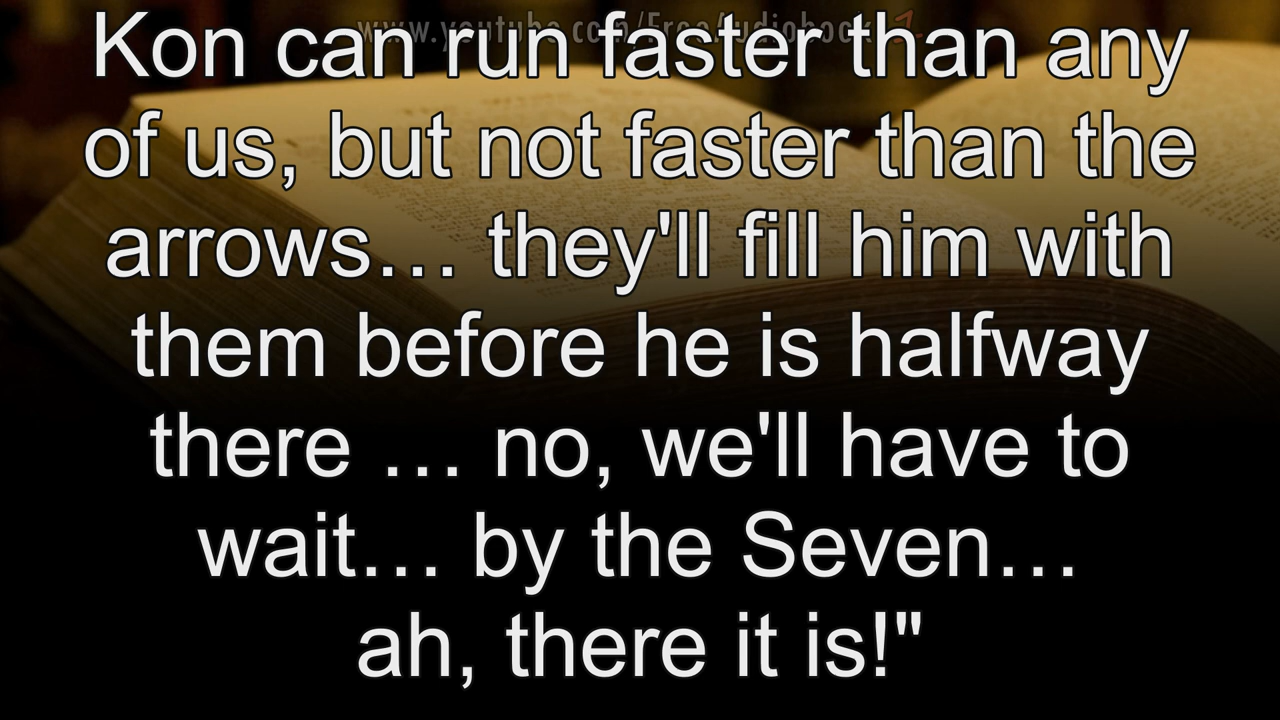 www.youtube.com/FreeAudiobooks
Kon can run faster than any
of us, but not faster than the
arrows… they'll fill him with
them before he is halfway
there … no, we'll have to
wait… by the Seven…
ah, there it is!"